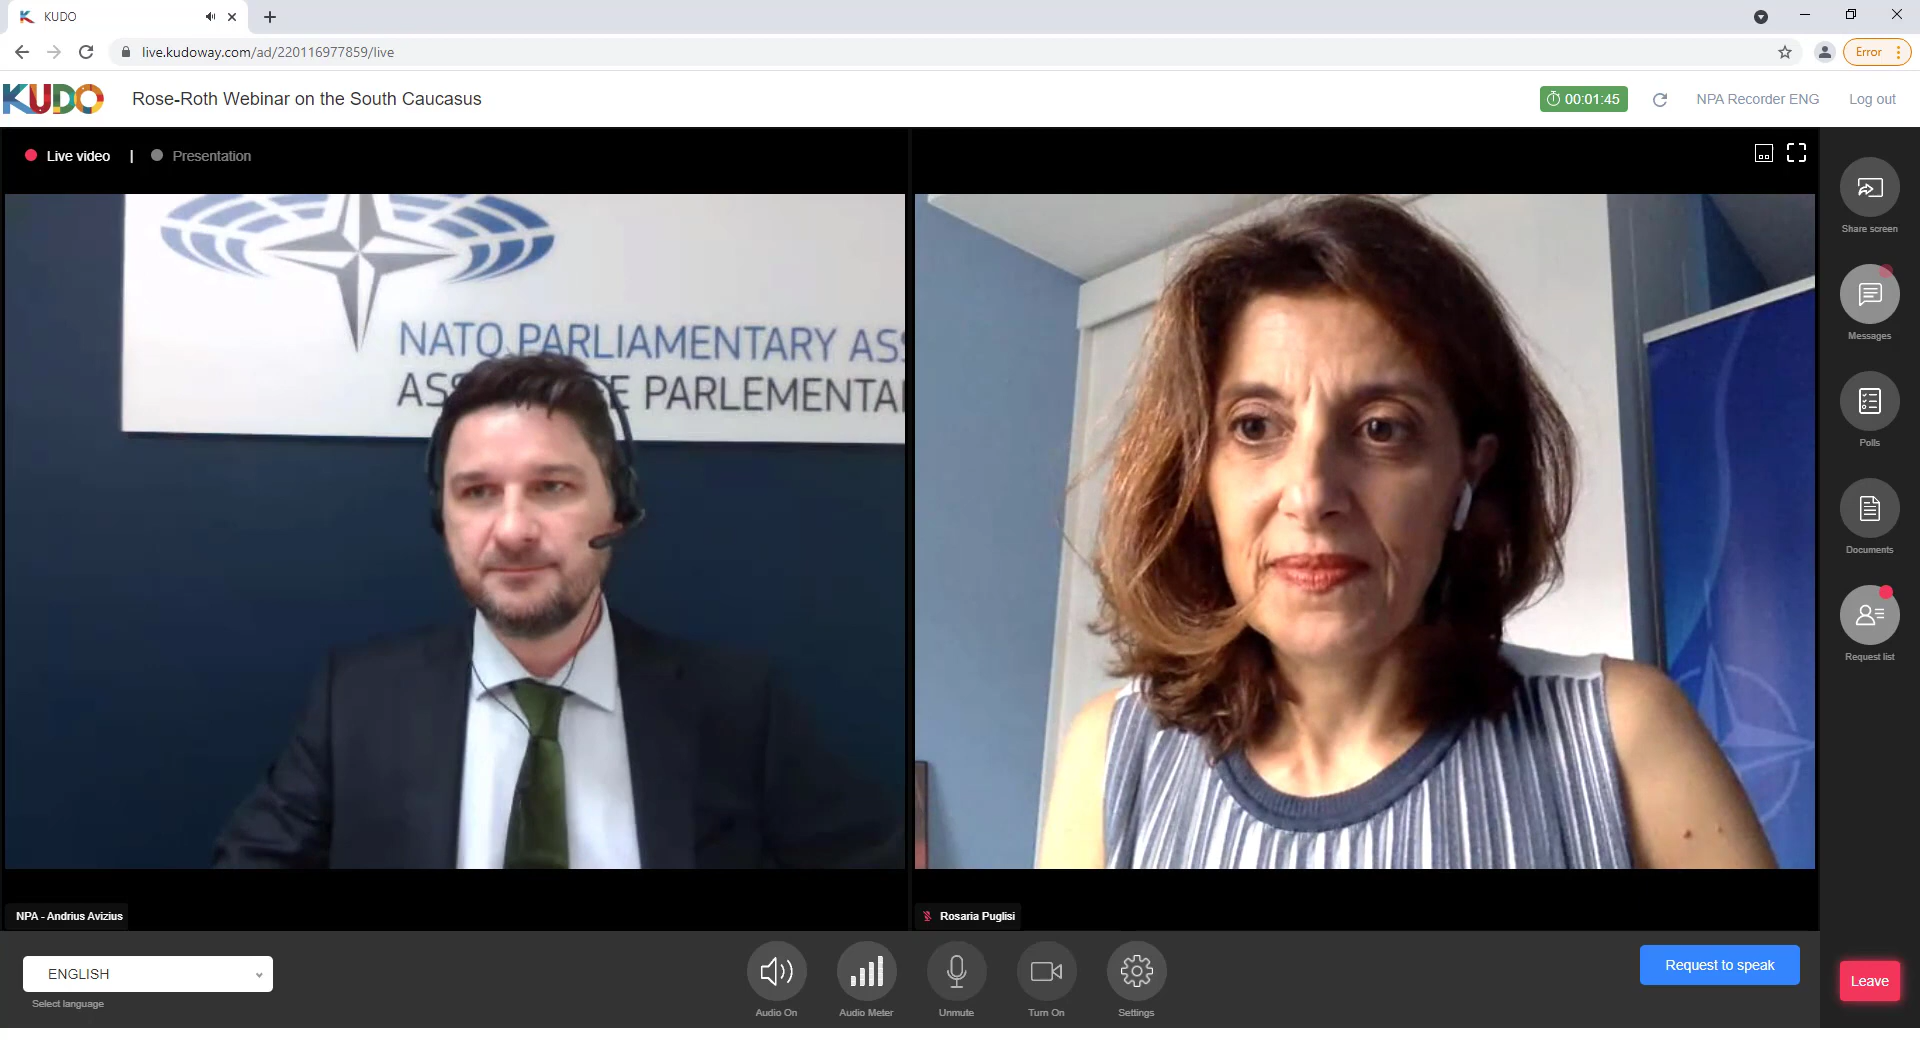 KUDO
live.kudoway.com/ad/220116977859/live
Error
KUDO
Rose-Roth Webinar on the South Caucasus
00:01:45
NPA Recorder ENG
Log out
Live video | Presentation
NATO PARLIAMENTARY ASS
PARLEMENTA
Share screen
Messages
Polls
Documents
Request list
NPA - Andrius Avizius
Rosaria Puglisi
ENGLISH
Select language
Audio On
Audio Meter
Unmute
Turn On
Settings
Request to speak
Leave